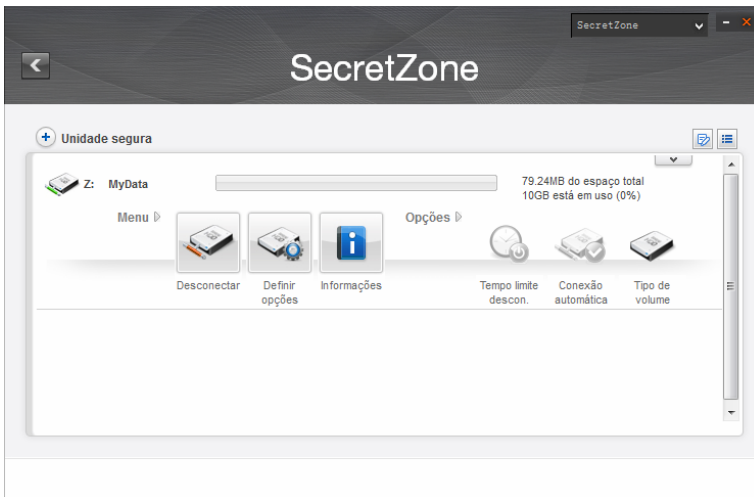 SecretZone
SecretZone
Unidade segura
Z: MyData
79.24MB do espaço total
10GB está em uso (0%)
Menu
Opções
Desconectar
Definir opções
Informações
Tempo limite descon.
Conexão automática
Tipo de volume